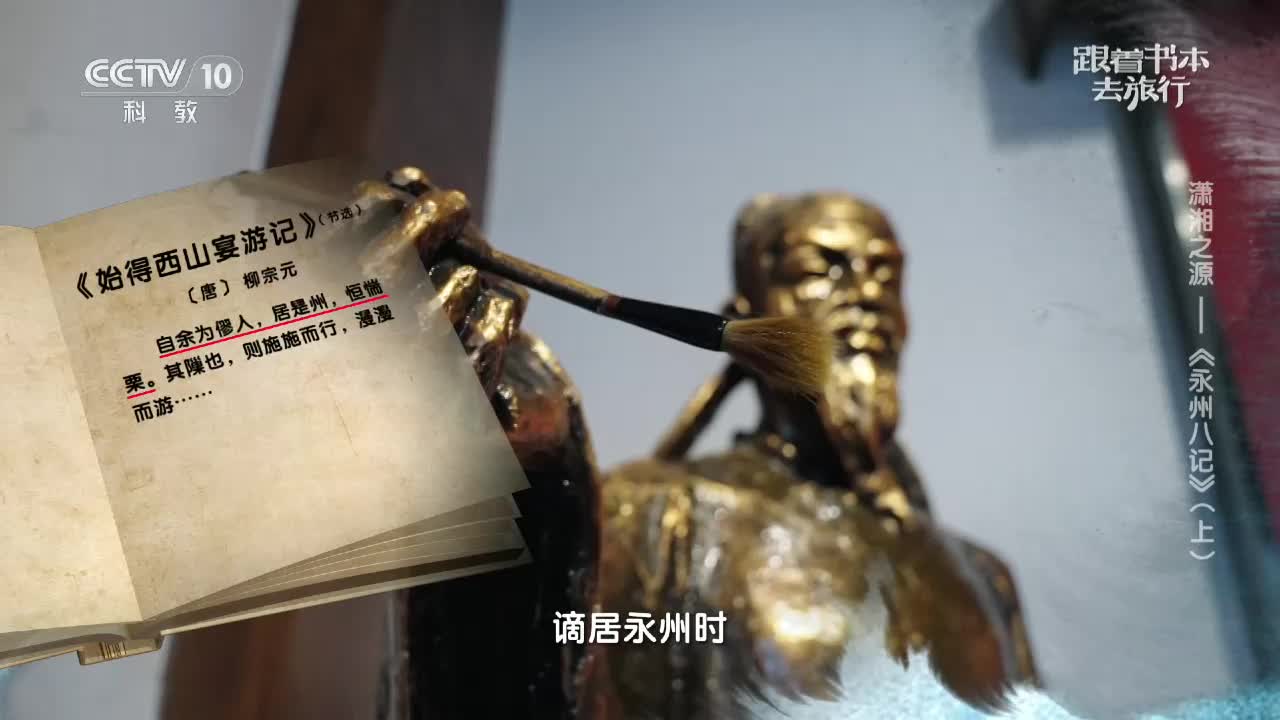 CCTV 10
科教
跟着书本
去旅行
《始得西山宴游记》（节选）
〔唐〕柳宗元
自余为僇人，居是州，恒惴
栗。其隟也，则施施而行，漫漫
而游……
潇湘之源——《永州八记》（上）
谪居永州时